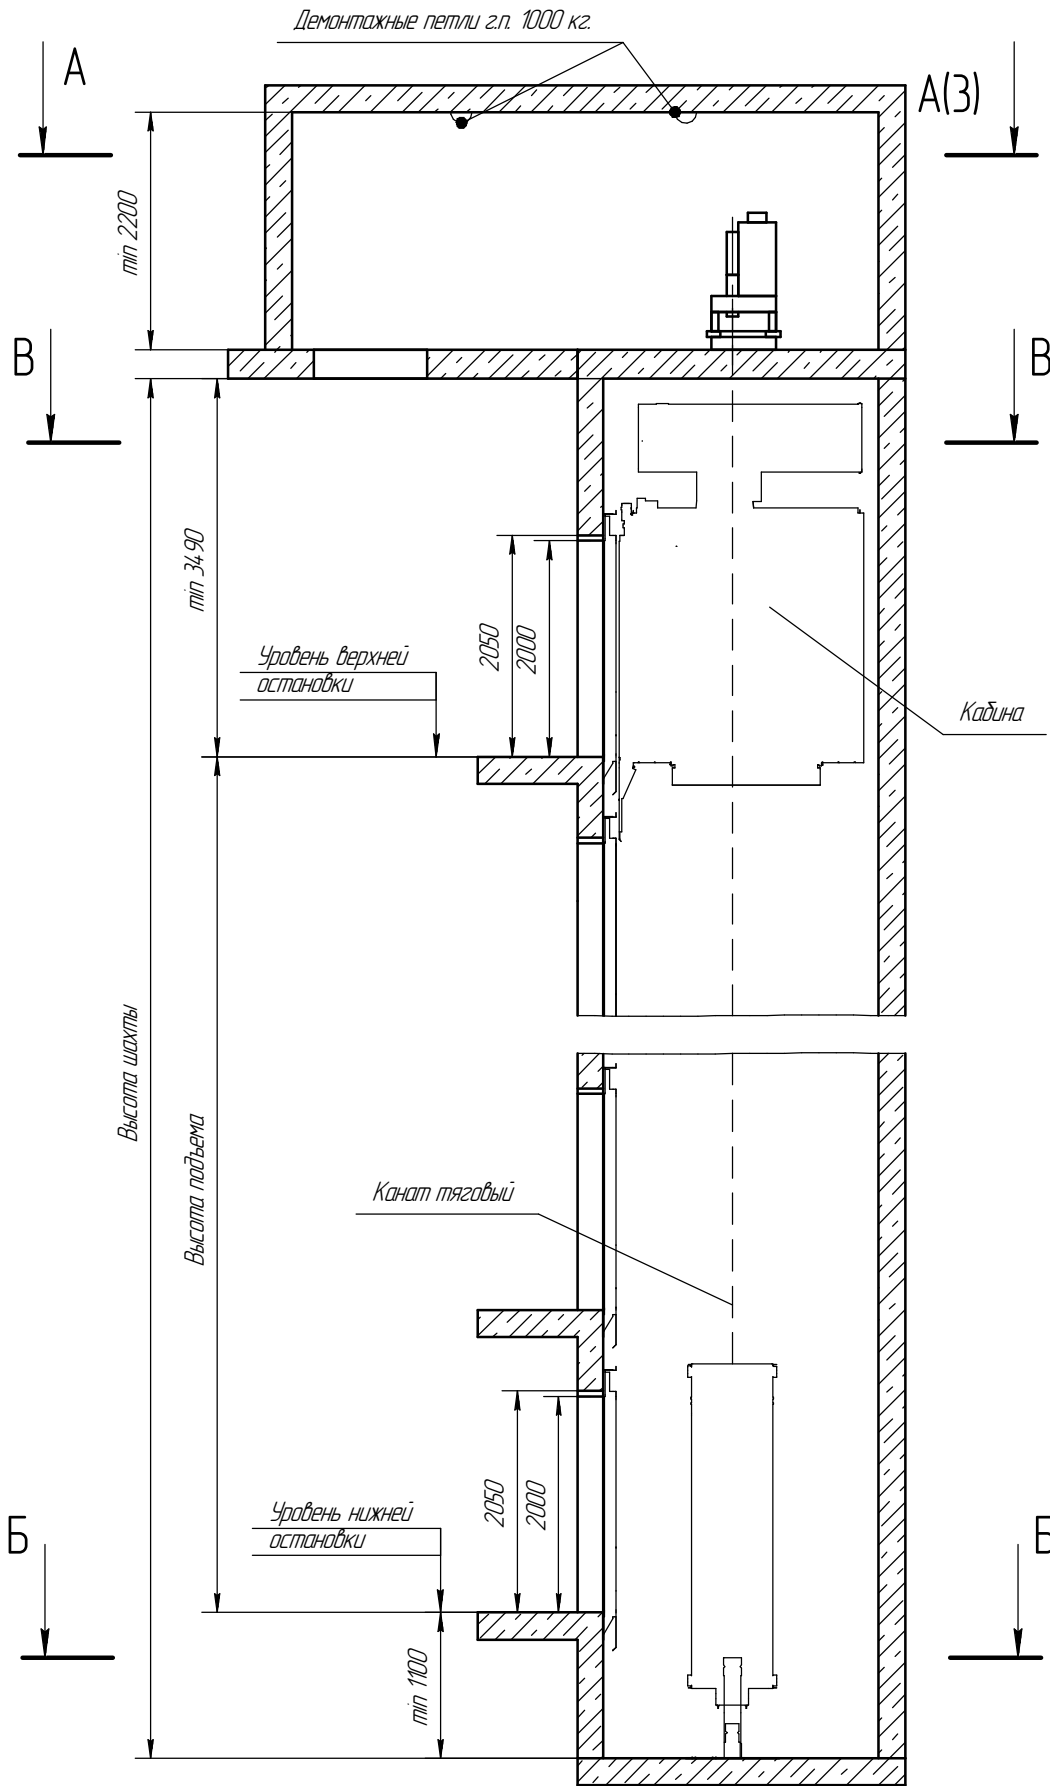 Демонтажные петли г.п. 1000 кг.
А
А(3)
min 2200
В
В
min 3490
2050
2000
Уровень верхней
остановки
Кабина
Высота шахты
Высота подъема
Канат тяговый
2050
2000
Уровень нижней
остановки
Б
Б
min 1100